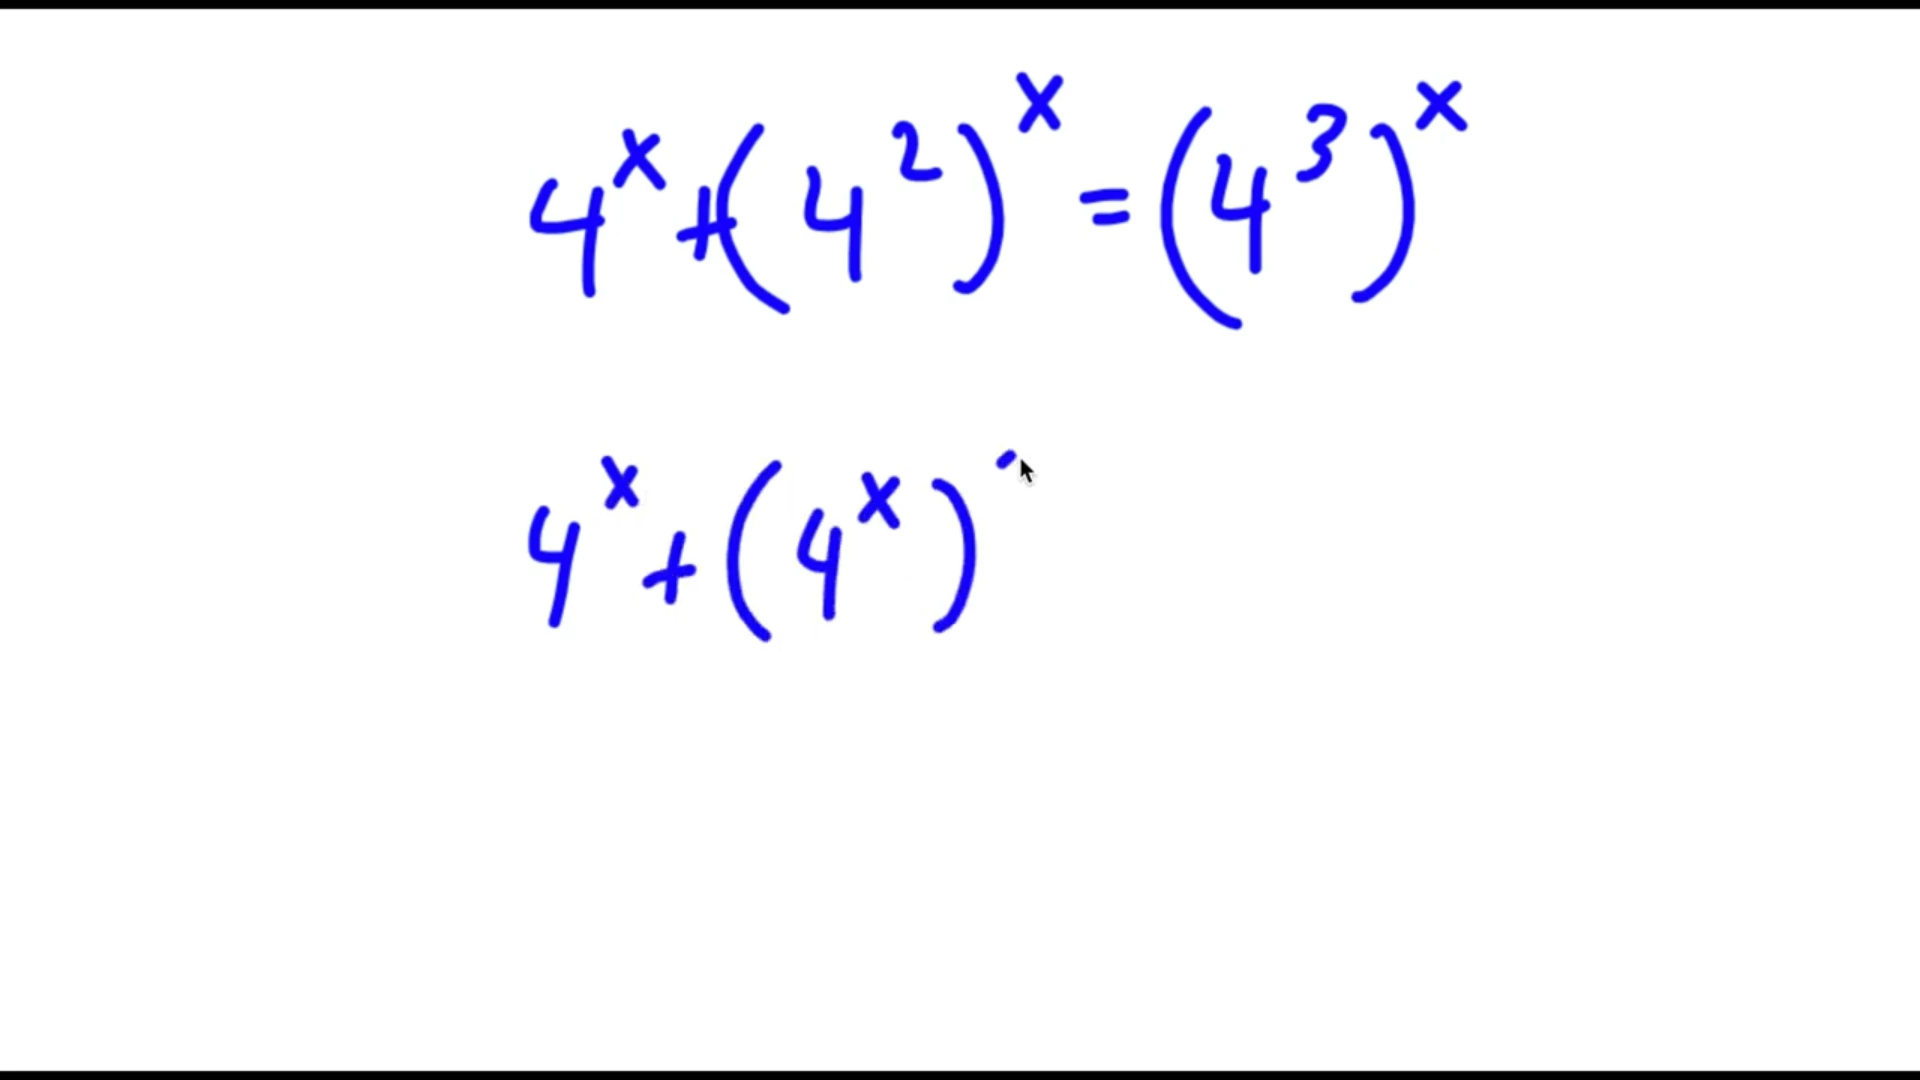 4^x + (4^2)^x = (4^3)^x
4^x + (4^x)